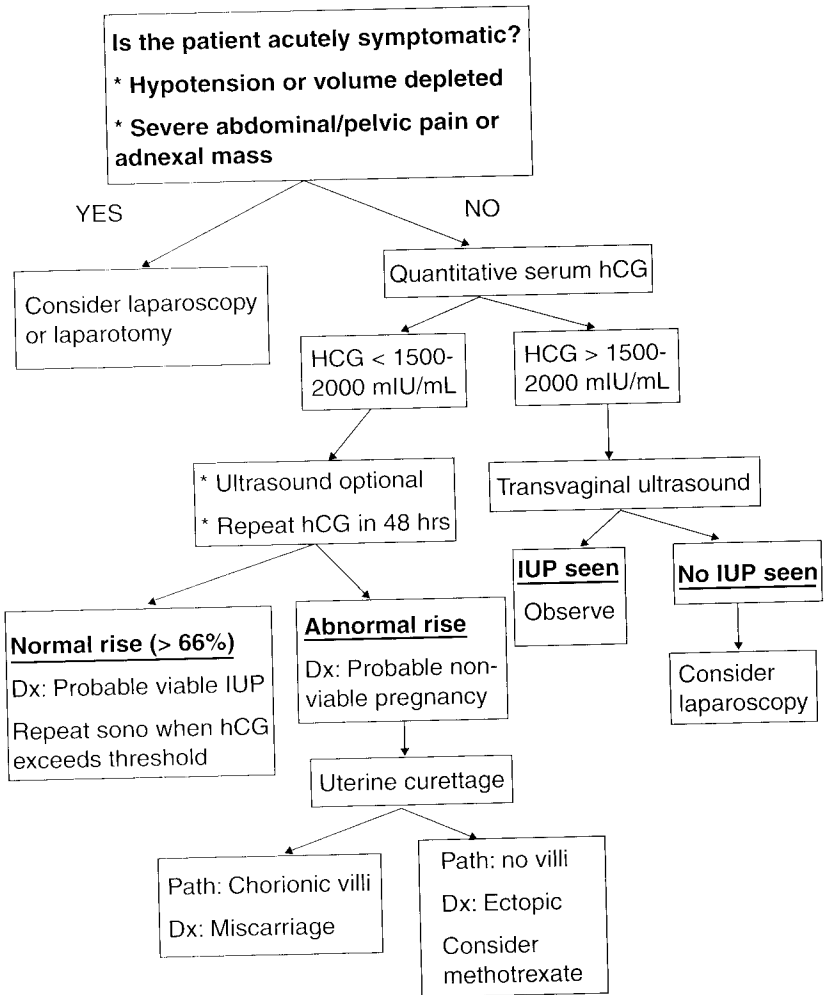 Is the patient acutely symptomatic?
* Hypotension or volume depleted
* Severe abdominal/pelvic pain or
adnexal mass
YES
NO
Consider laparoscopy
or laparotomy
Quantitative serum hCG
HCG < 1500-
2000 mIU/mL
HCG > 1500-
2000 mIU/mL
* Ultrasound optional
* Repeat hCG in 48 hrs
Transvaginal ultrasound
IUP seen
Observe
No IUP seen
Consider
laparoscopy
Normal rise (> 66%)
Dx: Probable viable IUP
Repeat sono when hCG
exceeds threshold
Abnormal rise
Dx: Probable non-
viable pregnancy
Uterine curettage
Path: Chorionic villi
Dx: Miscarriage
Path: no villi
Dx: Ectopic
Consider
methotrexate